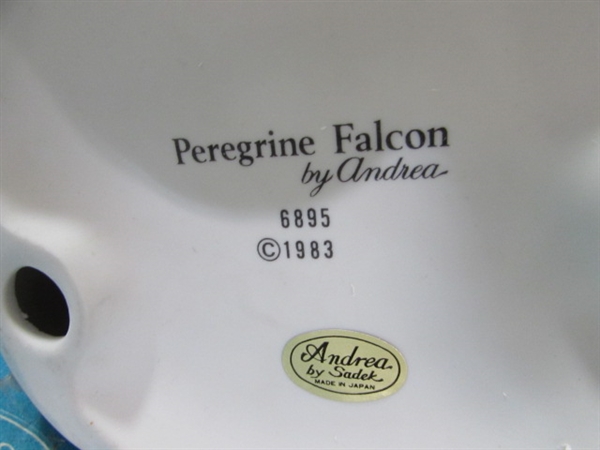 Peregrine Falcon
by Andrea
6895
©1983
Andrea
by Sadek
MADE IN JAPAN